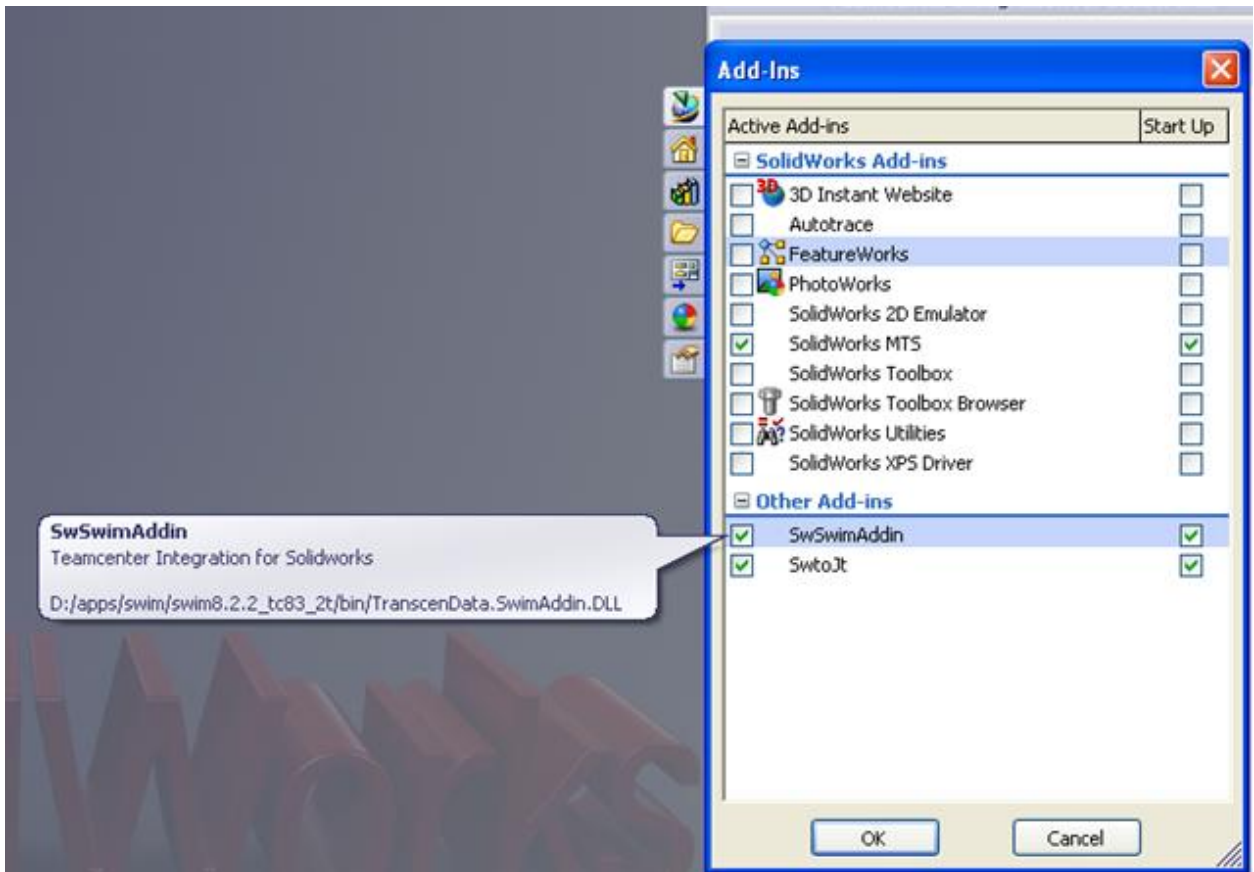 Add-Ins
Active Add-ins Start Up
SolidWorks Add-ins
3D Instant Website
Autotrace
FeatureWorks
PhotoWorks
SolidWorks 2D Emulator
SolidWorks MTS
SolidWorks Toolbox
SolidWorks Toolbox Browser
SolidWorks Utilities
SolidWorks XPS Driver
Other Add-ins
SwSwimAddin
SwtoJt
SwSwimAddin
Teamcenter Integration for Solidworks
D:/apps/swim/swim8.2.2_tc83_2t/bin/TranscenData.SwimAddin.DLL
Works
OK Cancel